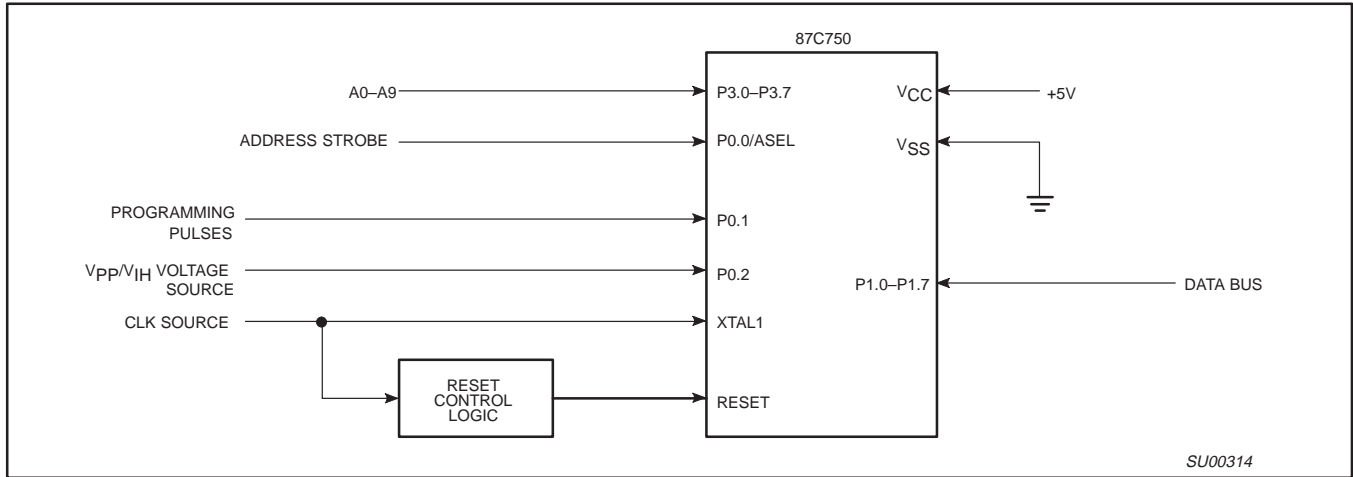 87C750
A0–A9
P3.0–P3.7
VCC
+5V
ADDRESS STROBE
P0.0/ASEL
VSS
PROGRAMMING
PULSES
P0.1
VPP/VIH VOLTAGE
SOURCE
P0.2
P1.0–P1.7
DATA BUS
CLK SOURCE
XTAL1
RESET
CONTROL
LOGIC
RESET
SU00314